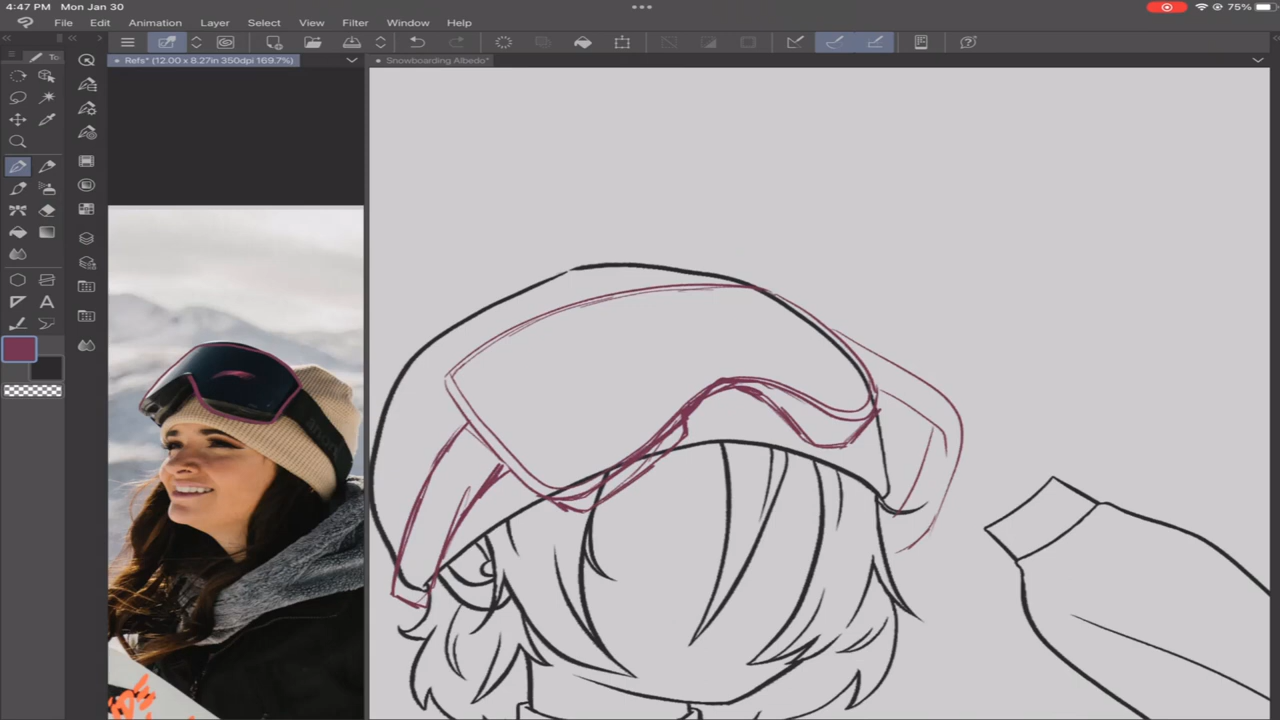 4:47 PM Mon Jan 30
75%
File Edit Animation Layer Select View Filter Window Help
To
Refs* (12.00 x 8.27in 350dpi 169.7%)
Snowboarding Albedo*
A